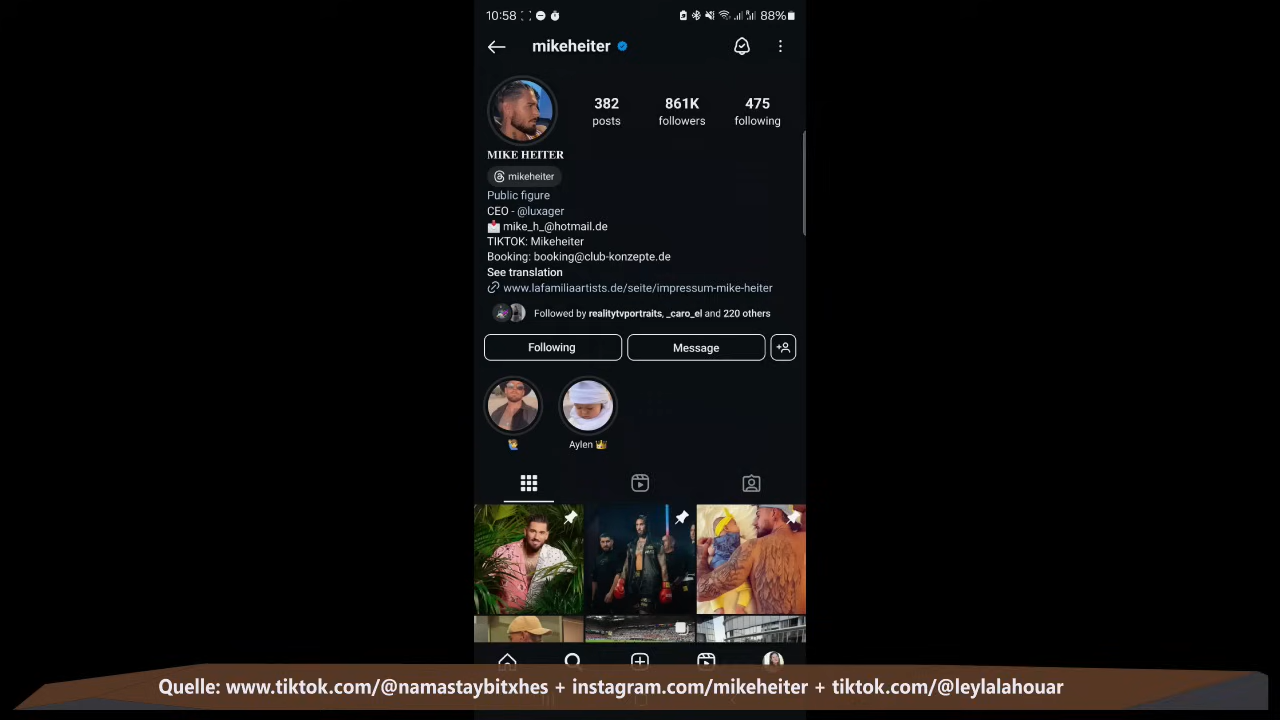 10:58
88%
mikeheiter
382
861K
475
posts
followers
following
MIKE HEITER
mikeheiter
Public figure
CEO - @luxager
mike_h_@hotmail.de
TIKTOK: Mikeheiter
Booking: booking@club-konzepte.de
See translation
www.lafamiliaartists.de/seite/impressum-mike-heiter
Followed by realitytvportraits, _caro_el and 220 others
Following
Message
Aylen
Quelle: www.tiktok.com/@namastaybitxhes + instagram.com/mikeheiter + tiktok.com/@leylalahouar